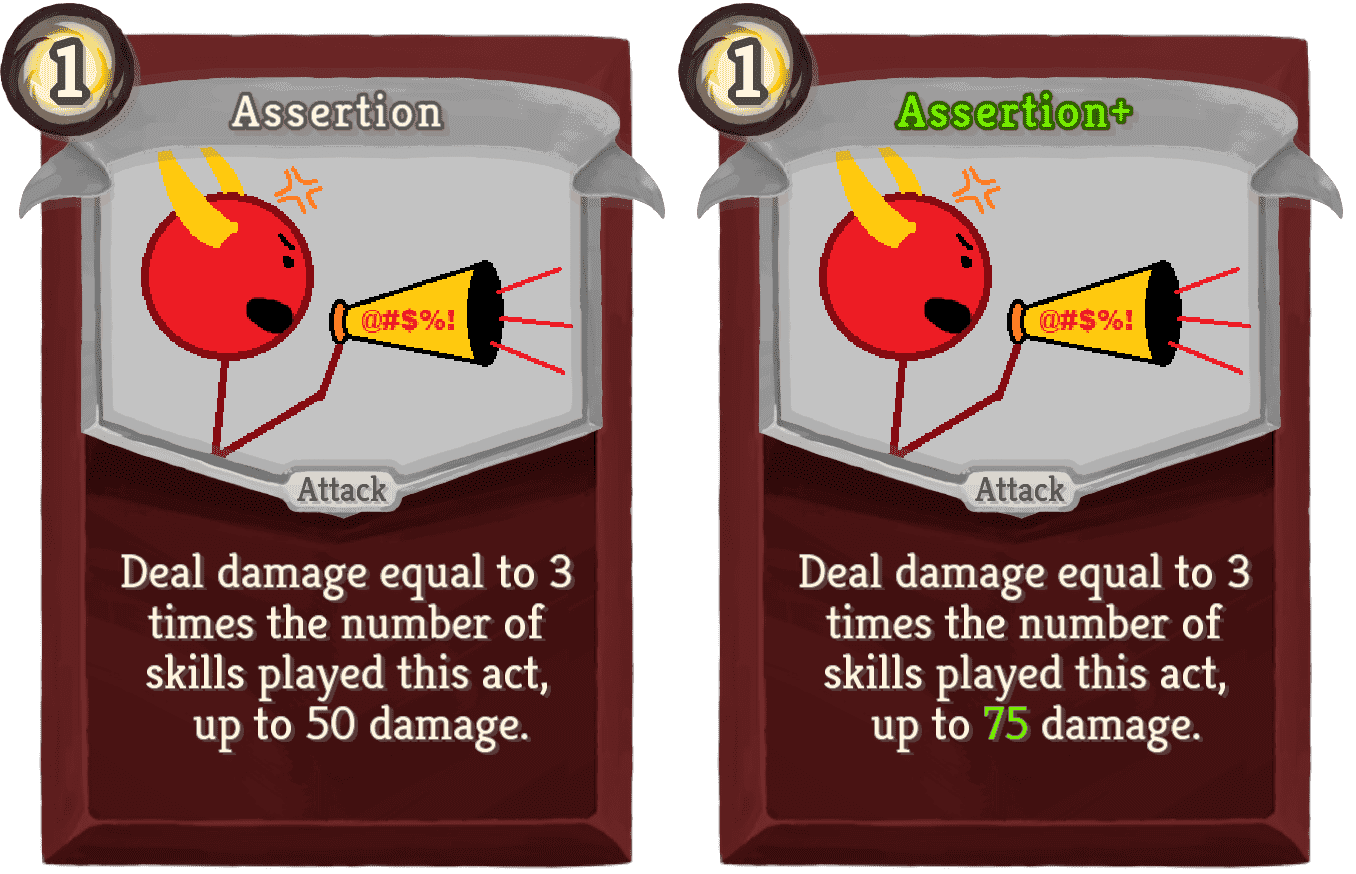 1
Assertion
@#$%!
Attack
Deal damage equal to 3
times the number of
skills played this act,
up to 50 damage.
1
Assertion+
@#$%!
Attack
Deal damage equal to 3
times the number of
skills played this act,
up to 75 damage.